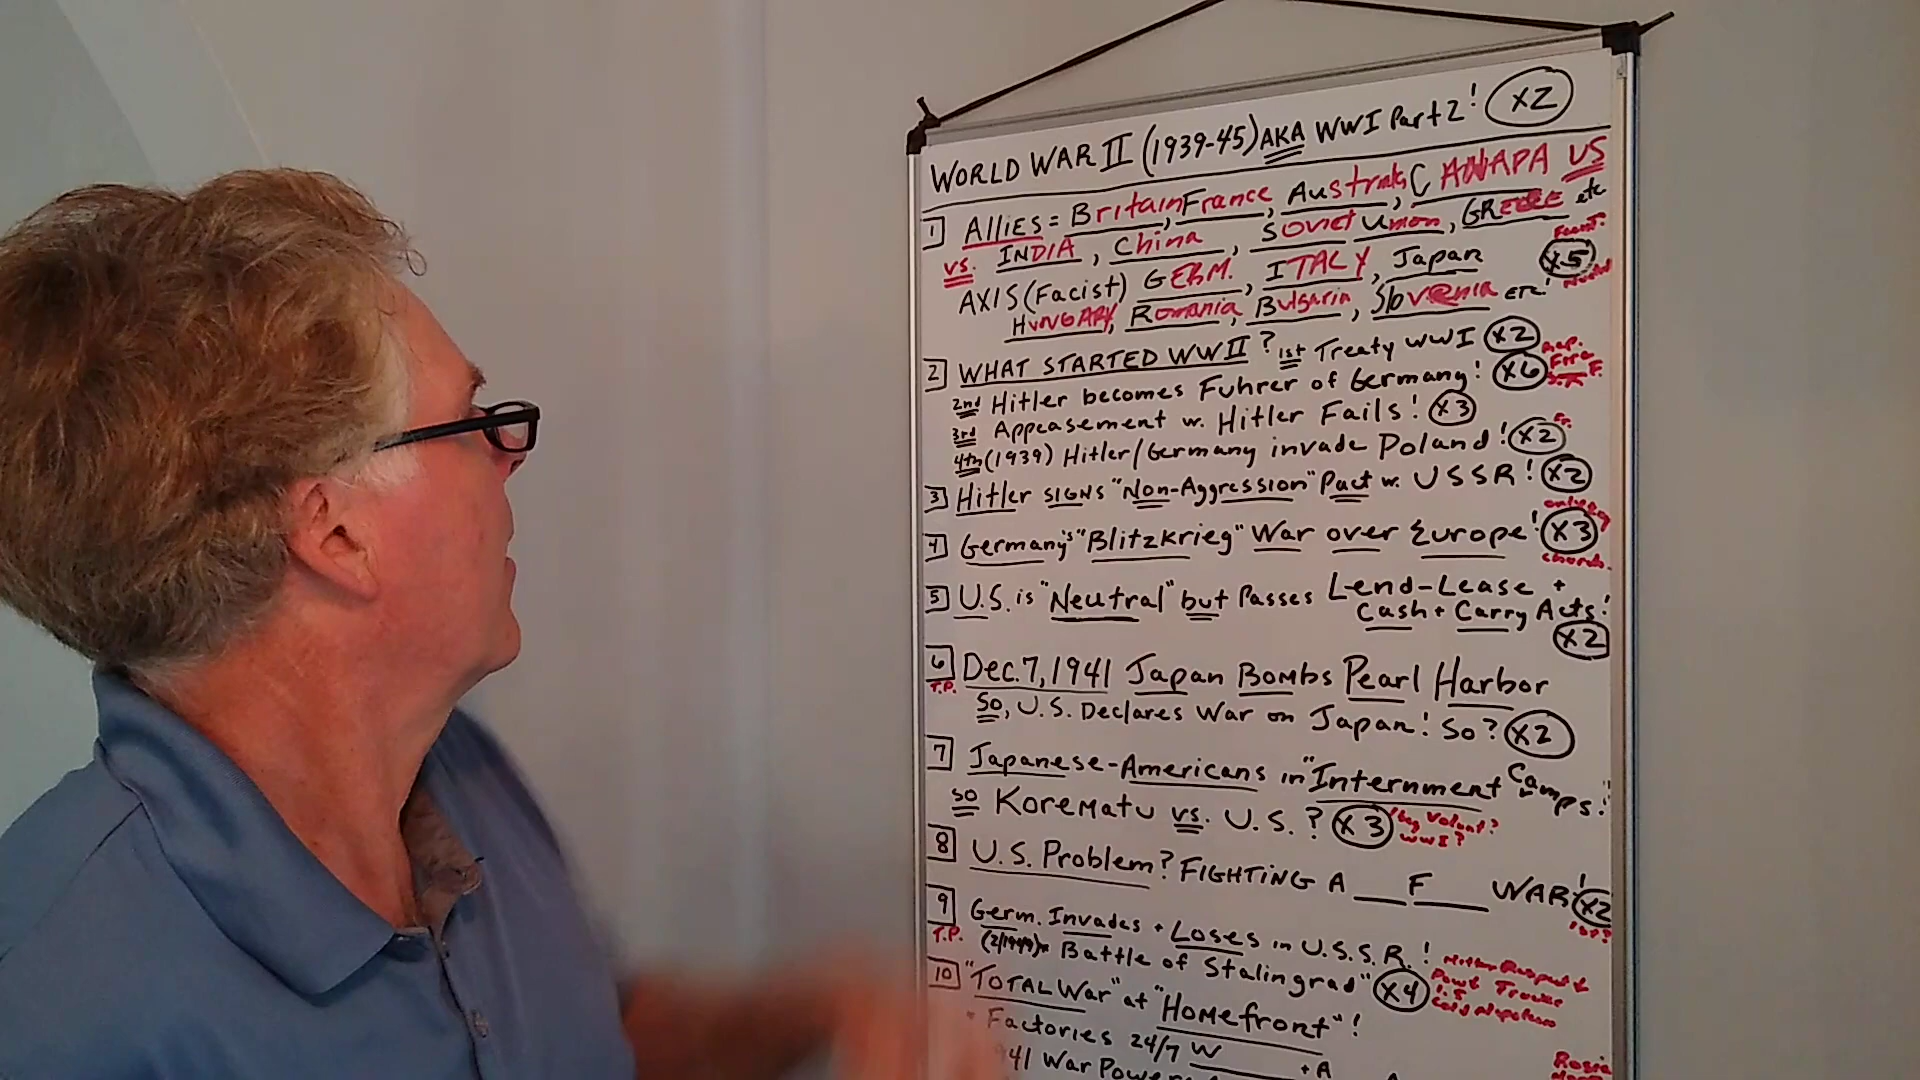 WORLD WAR II (1939-45) AKA WWI Part 2! X2
1 ALLIES = Britain, France, Australia, CANADA US
vs. INDIA, China, Soviet Union, GREECE etc
AXIS (Facist) GERM. ITALY, Japan X5
HUNGARY, Romania, Bulgaria, Slovenia ETC!
2 WHAT STARTED WWII? 1st Treaty WWI X2
2nd Hitler becomes Fuhrer of Germany! X6
3rd Appeasement w. Hitler Fails! X3
4th (1939) Hitler/Germany invade Poland! X2
3 Hitler SIGNS "Non-Aggression" Pact w. USSR! X2
4 Germany's "Blitzkrieg" War over Europe! X3
5 U.S. is "Neutral" but Passes Lend-Lease +
Cash + Carry Acts!
X2
6 Dec. 7, 1941 Japan Bombs Pearl Harbor
T.P.
So, U.S. Declares War on Japan! So? X2
7 Japanese-Americans in "Internment Camps!"
so Korematu vs. U.S.? X3
WWI?
8 U.S. Problem? FIGHTING A __ F __ WAR! X2
9 Germ. Invades + Loses in U.S.S.R.!
T.P. Battle of Stalingrad" X4
10 "TOTAL War" at "Homefront"!
Factories 24/7 W + A
41 War Power